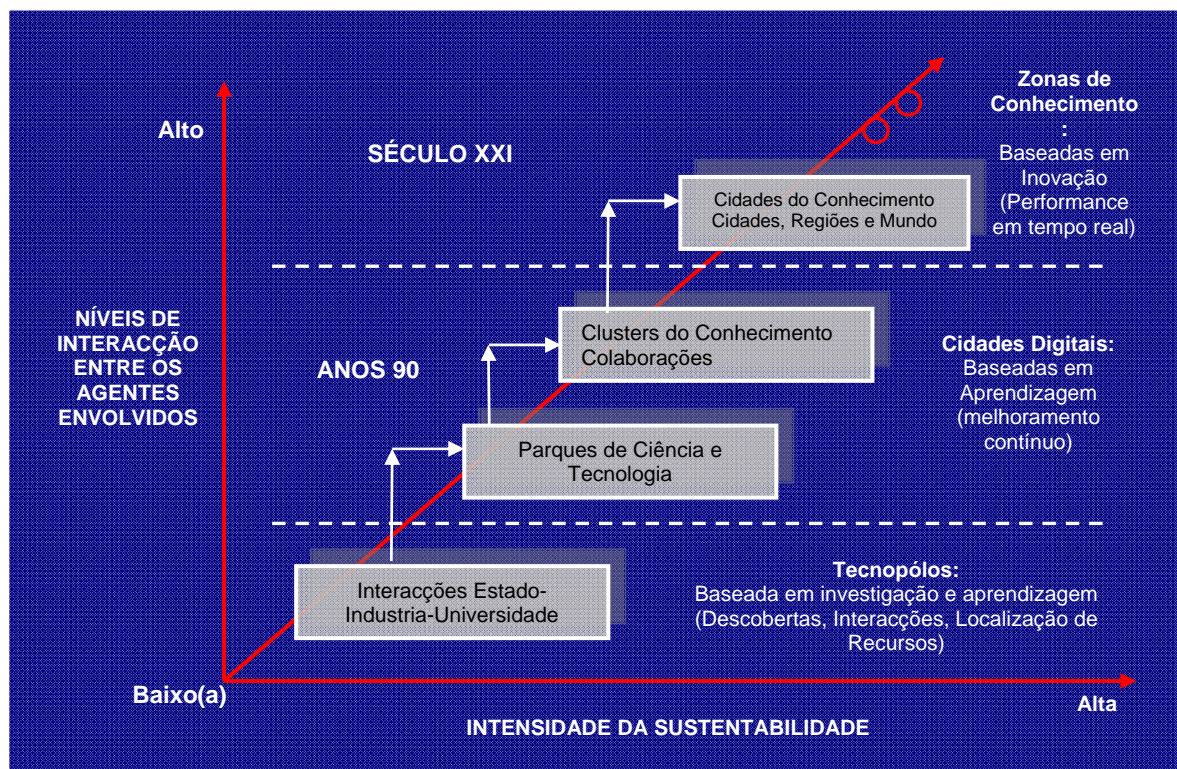 Zonas de
Conhecimento
:
Baseadas em
Inovação
(Performance
em tempo real)
Alto
SÉCULO XXI
Cidades do Conhecimento
Cidades, Regiões e Mundo
NÍVEIS DE
INTERACÇÃO
ENTRE OS
AGENTES
ENVOLVIDOS
ANOS 90
Clusters do Conhecimento
Colaborações
Cidades Digitais:
Baseadas em
Aprendizagem
(melhoramento
contínuo)
Parques de Ciência e
Tecnologia
Interacções Estado-
Industria-Universidade
Tecnopólos:
Baseada em investigação e aprendizagem
(Descobertas, Interacções, Localização de
Recursos)
Baixo(a)
Alta
INTENSIDADE DA SUSTENTABILIDADE